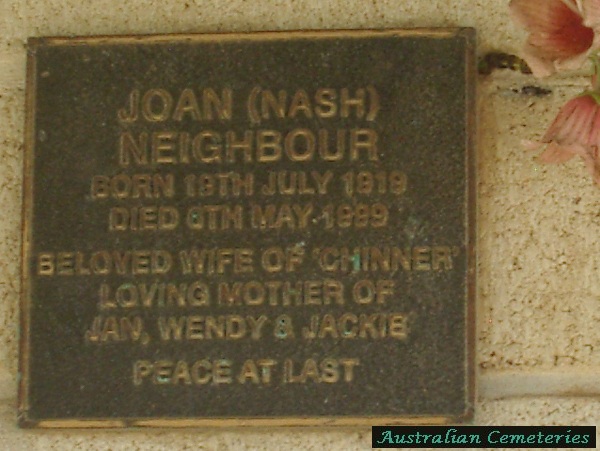 JOAN (NASH)
NEIGHBOUR
BORN 19TH JULY 1919
DIED 6TH MAY 1999
BELOVED WIFE OF 'CHINNER'
LOVING MOTHER OF
JAN, WENDY & JACKIE
PEACE AT LAST
Australian Cemeteries